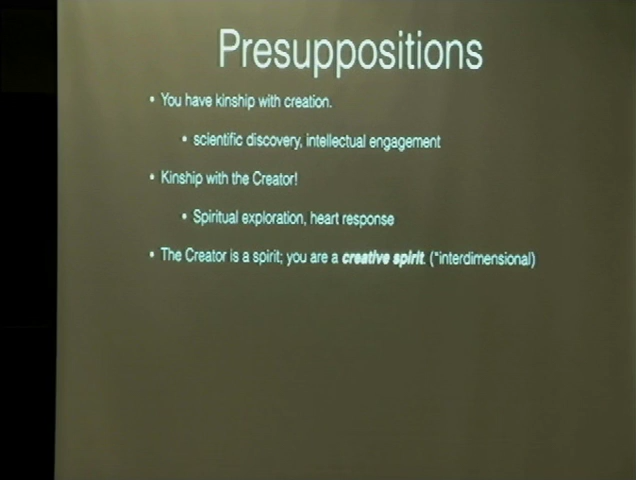 Presuppositions
• You have kinship with creation.
• scientific discovery, intellectual engagement
• Kinship with the Creator!
• Spiritual exploration, heart response
• The Creator is a spirit; you are a creative spirit. (*interdimensional)